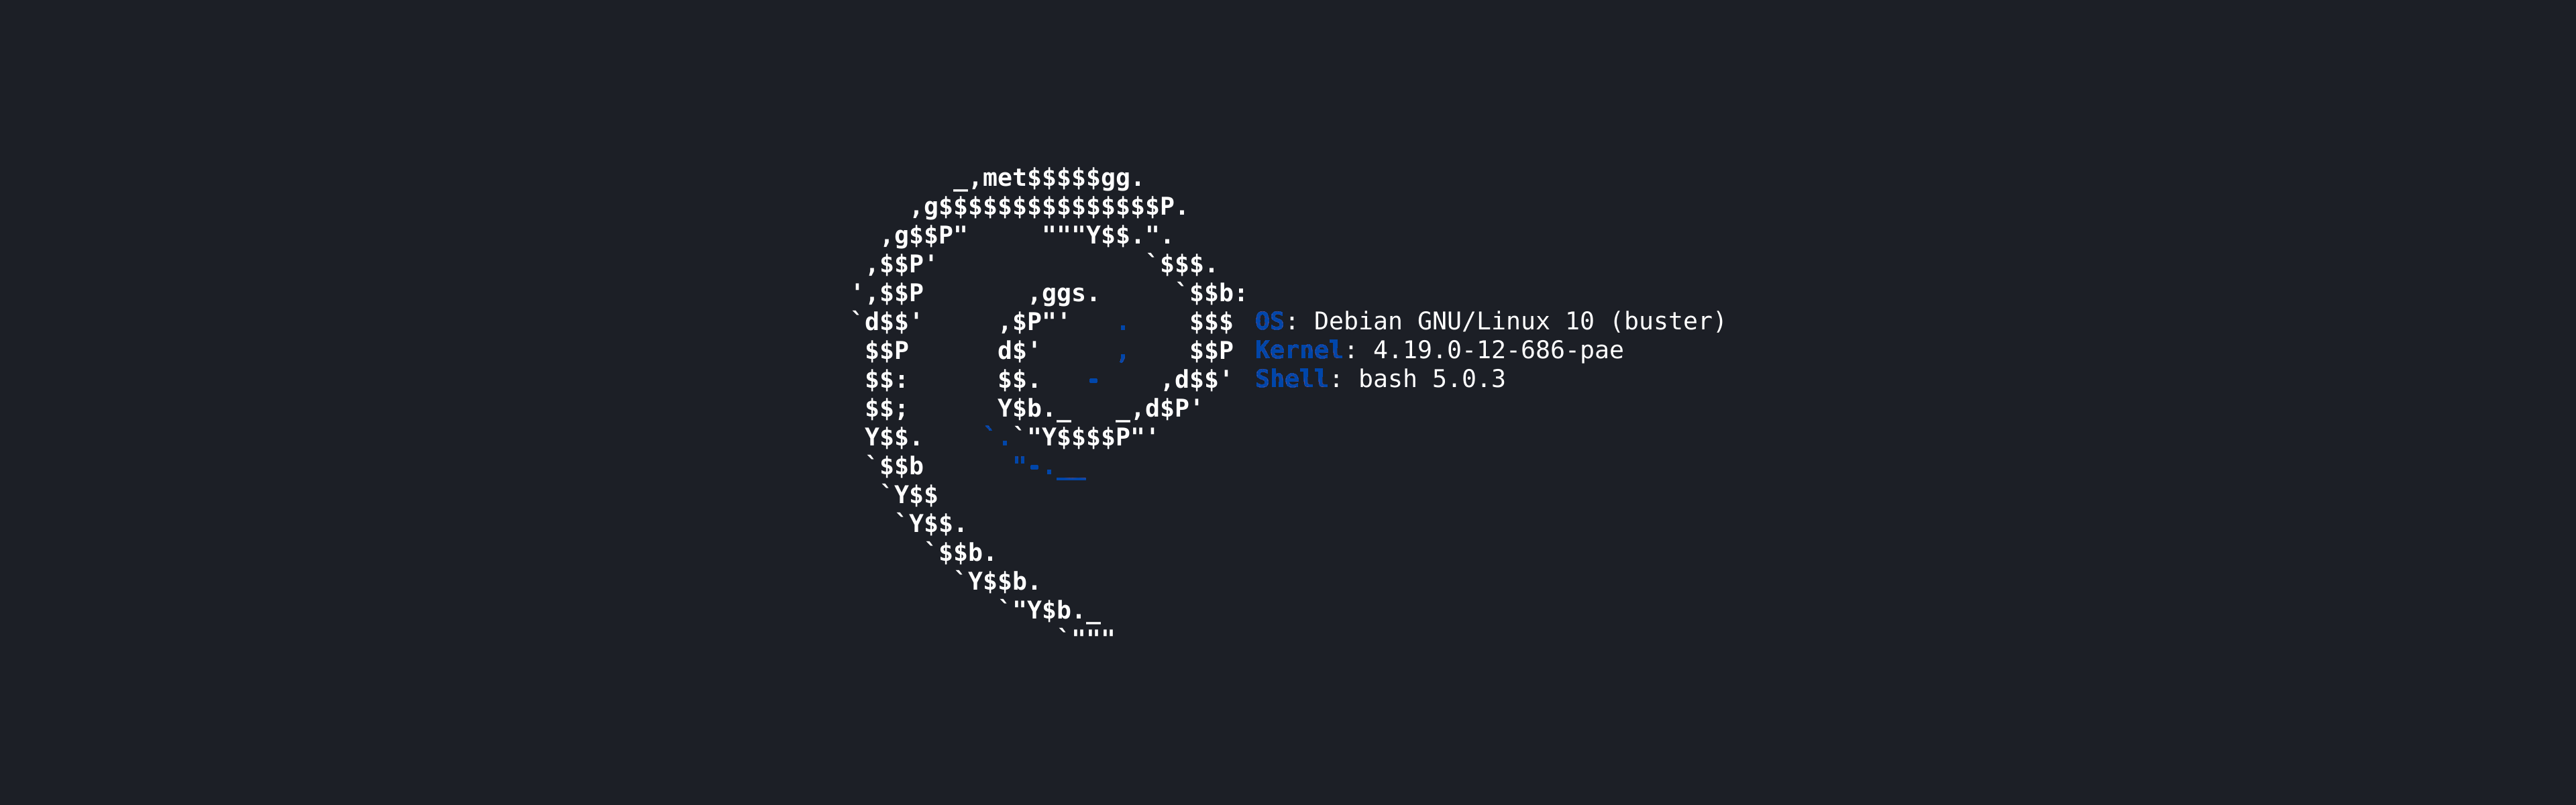 _,met$$$$$gg.
,g$$$$$$$$$$$$$$$P.
,g$$P"     """Y$$.".
,$$P'              `$$$.
',$$P       ,ggs.     `$$b:
`d$$'     ,$P"'   .    $$$ OS: Debian GNU/Linux 10 (buster)
$$P      d$'     ,    $$P Kernel: 4.19.0-12-686-pae
$$:      $$.   -    ,d$$' Shell: bash 5.0.3
$$;      Y$b._   _,d$P'
Y$$.    `.`"Y$$$$P"'
`$$b      "-.__
`Y$$
`Y$$.
`$$b.
`Y$$b.
`"Y$b._
`"""